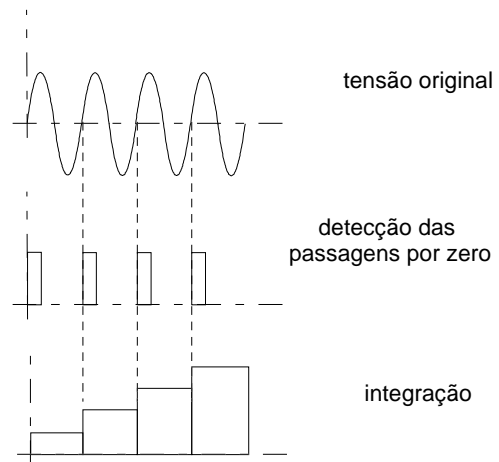 tensão original
detecção das
passagens por zero
integração